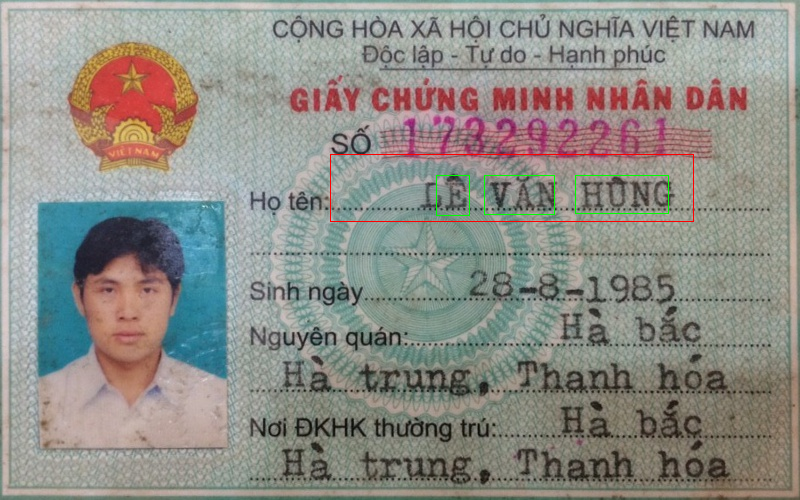 CỘNG HÒA XÃ HỘI CHỦ NGHĨA VIỆT NAM
Độc lập - Tự do - Hạnh phúc
GIẤY CHỨNG MINH NHÂN DÂN
SỐ 173292261
VIỆT NAM
Họ tên: LÊ VĂN HÙNG
Sinh ngày 28-8-1985
Nguyên quán: Hà bắc
Hà trung, Thanh hóa
Nơi ĐKHK thường trú: Hà bắc
Hà trung, Thanh hóa